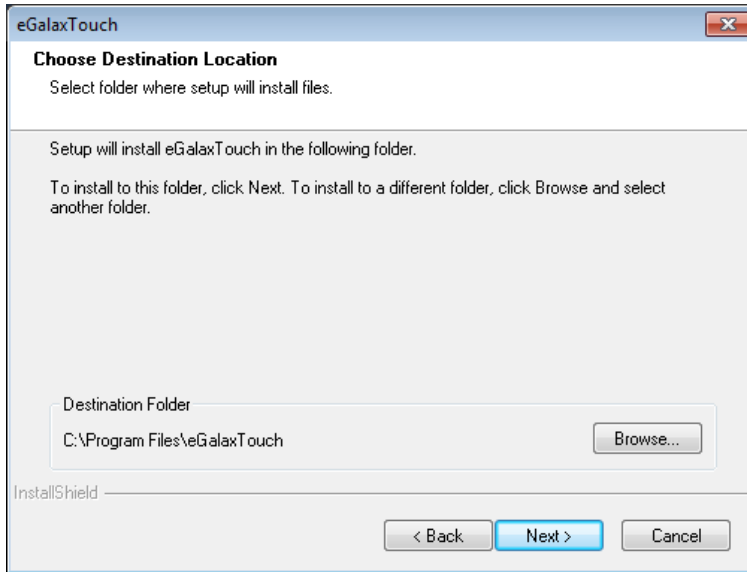 eGalaxTouch
Choose Destination Location
Select folder where setup will install files.
Setup will install eGalaxTouch in the following folder.
To install to this folder, click Next. To install to a different folder, click Browse and select
another folder.
Destination Folder
C:\Program Files\eGalaxTouch
Browse...
InstallShield
< Back
Next >
Cancel